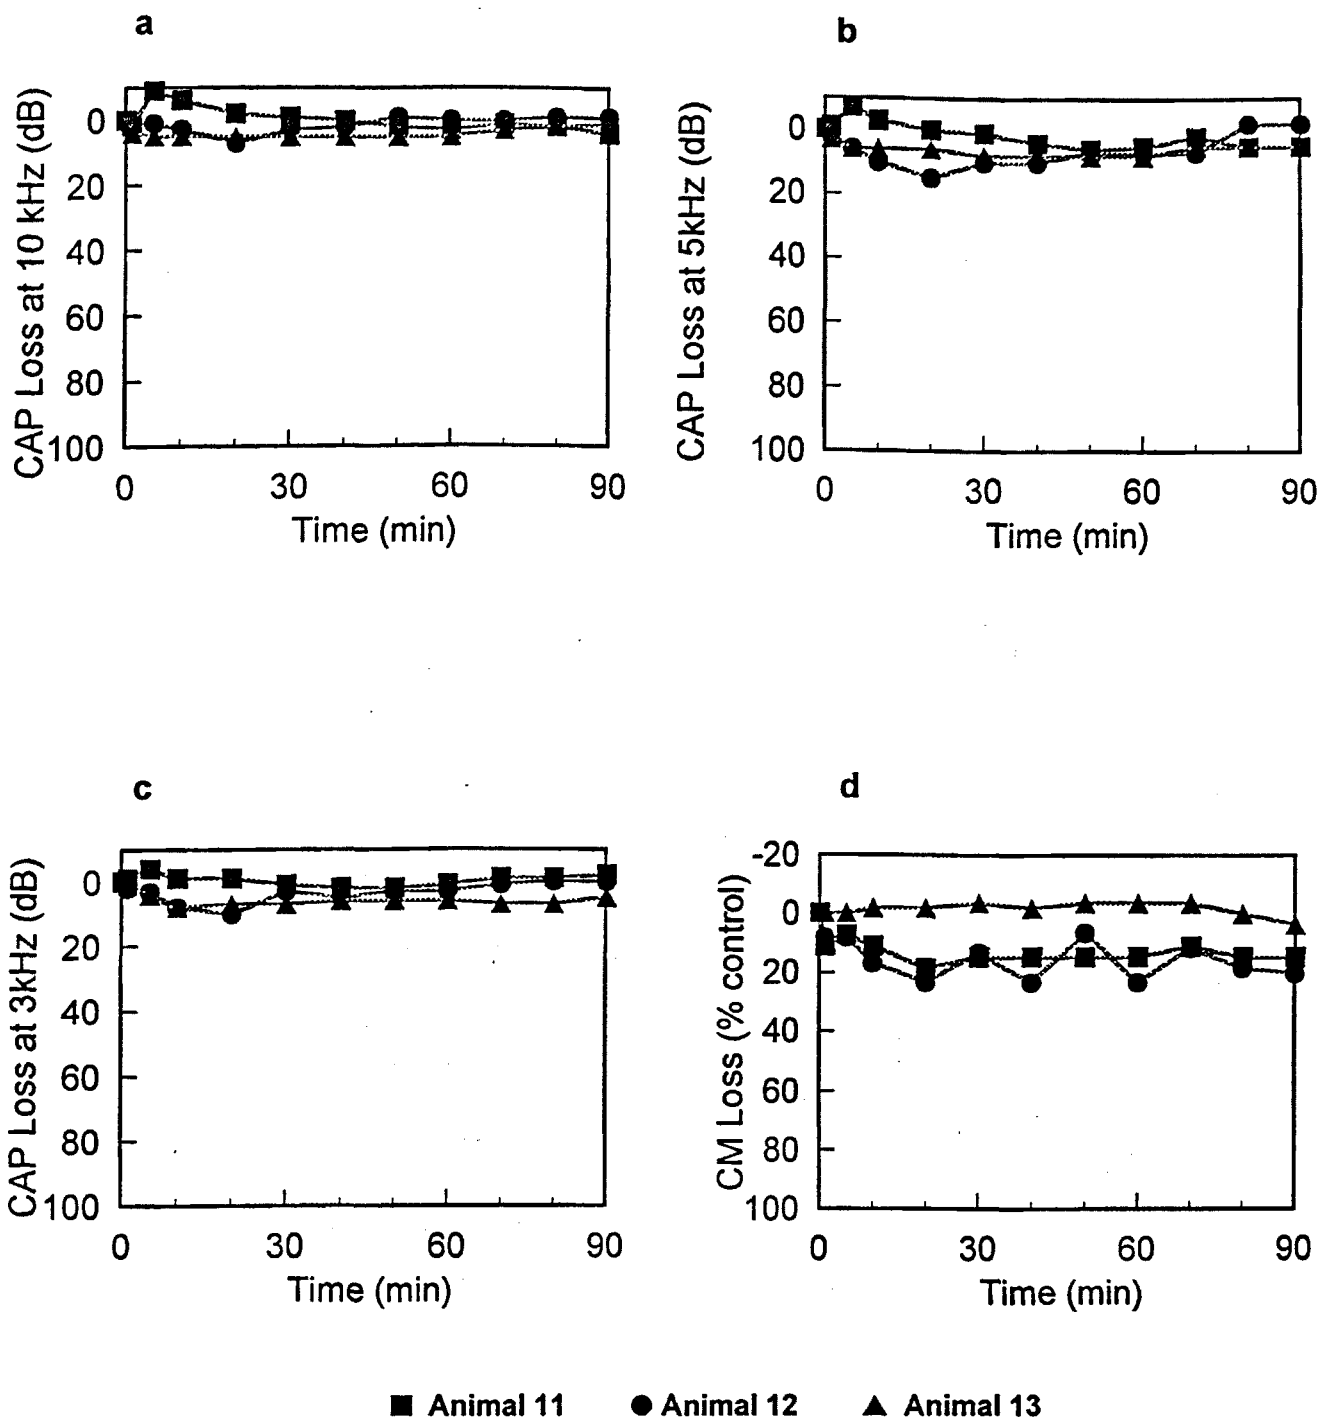 a
CAP Loss at 10 kHz (dB)
0
20
40
60
80
100
0 30 60 90
Time (min)
b
CAP Loss at 5kHz (dB)
0
20
40
60
80
100
0 30 60 90
Time (min)
c
CAP Loss at 3kHz (dB)
0
20
40
60
80
100
0 30 60 90
Time (min)
d
CM Loss (% control)
-20
0
20
40
60
80
100
0 30 60 90
Time (min)
Animal 11 Animal 12 Animal 13